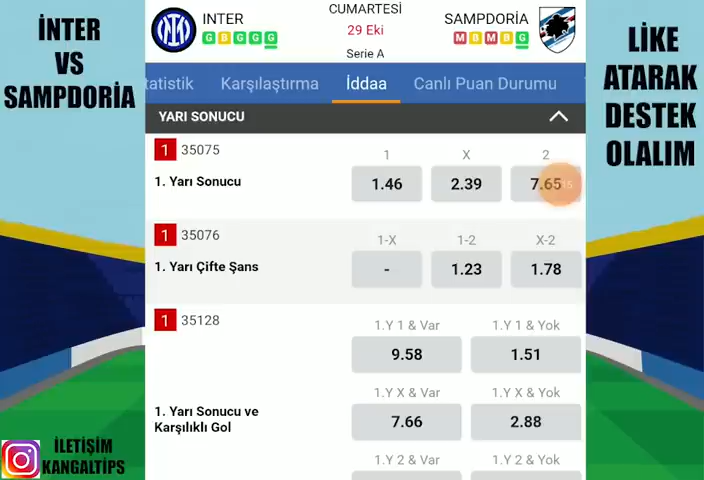 İNTER
VS
SAMPDORİA
INTER
G B G G G
CUMARTESİ
29 Eki
Serie A
SAMPDORİA
M B M B G
LİKE
ATARAK
DESTEK
OLALIM
tatistik Karşılaştırma İddaa Canlı Puan Durumu
YARI SONUCU
1 35075
1 X 2
1. Yarı Sonucu 1.46 2.39 7.65
1 35076
1-X 1-2 X-2
1. Yarı Çifte Şans - 1.23 1.78
1 35128
1.Y 1 & Var 1.Y 1 & Yok
9.58 1.51
1.Y X & Var 1.Y X & Yok
1. Yarı Sonucu ve
Karşılıklı Gol
7.66 2.88
1.Y 2 & Var 1.Y 2 & Yok
İLETİŞİM
KANGALTİPS